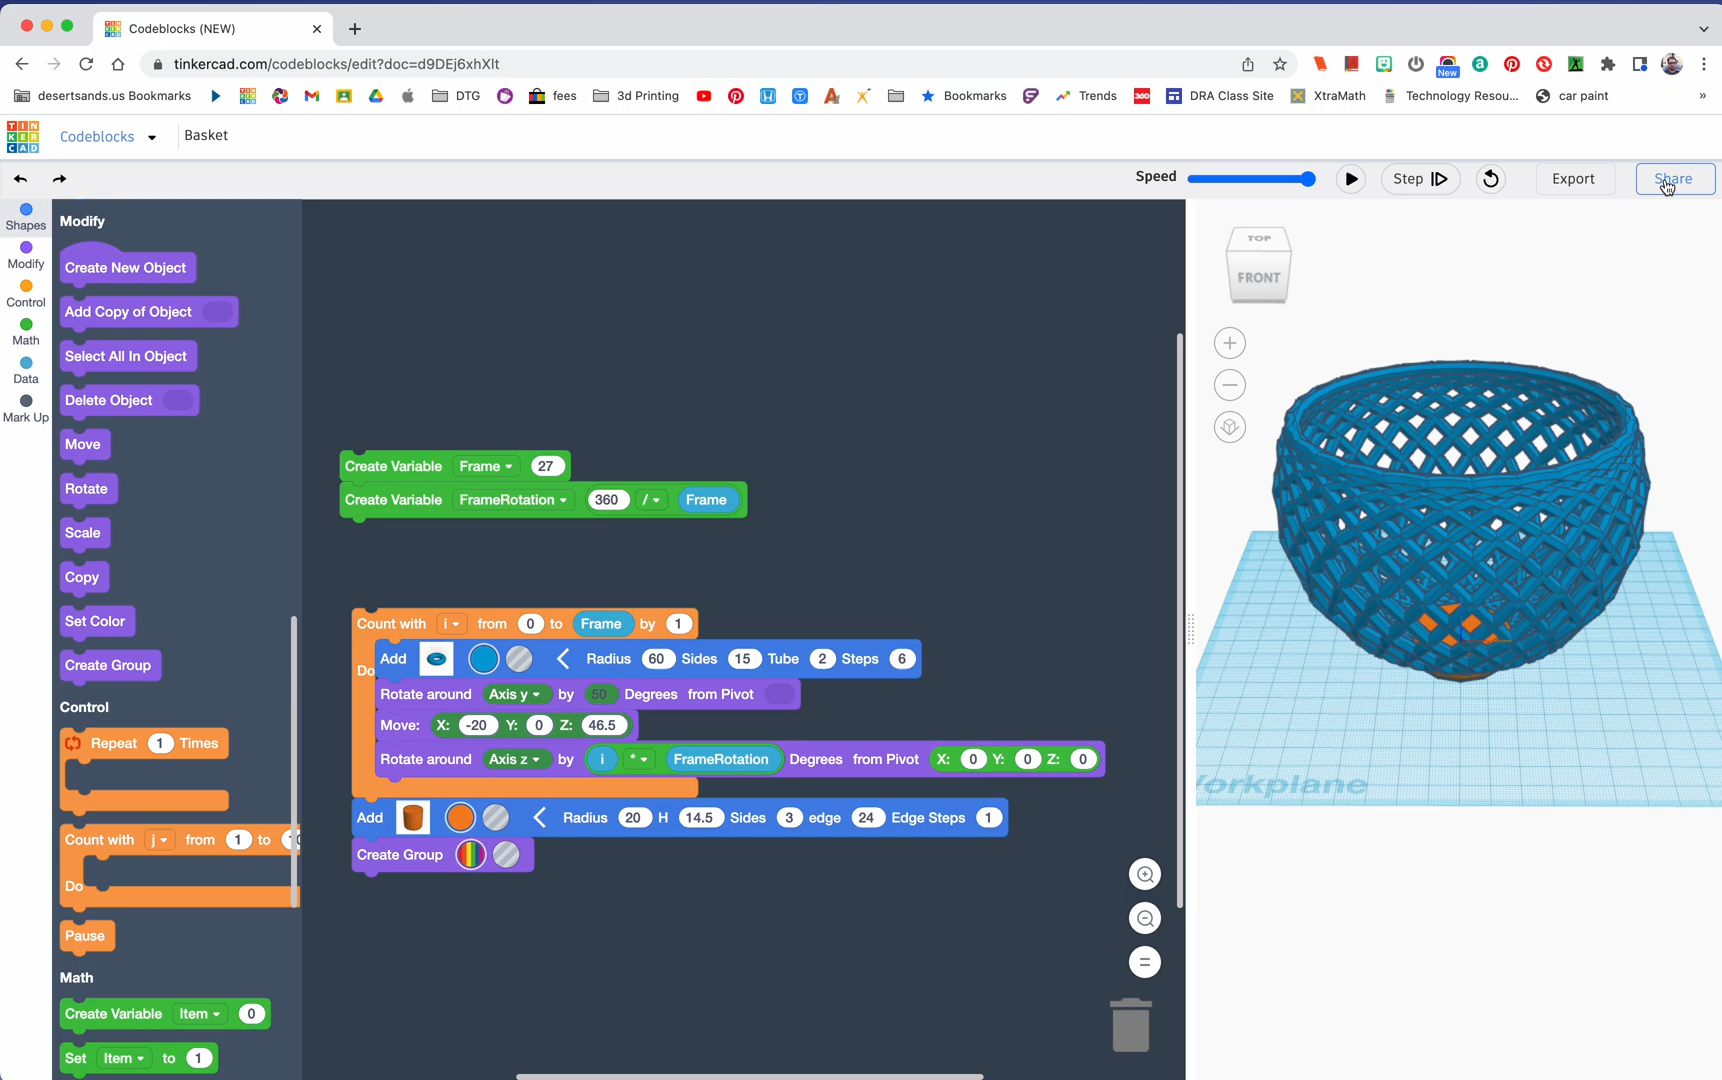 Codeblocks (NEW)
tinkercad.com/codeblocks/edit?doc=d9DEj6xhXlt
New
desertsands.us Bookmarks
DTG
fees
3d Printing
Bookmarks
Trends
360
DRA Class Site
XtraMath
Technology Resou...
car paint
»
TIN
KER
CAD
Codeblocks
Basket
Speed
Step
Export
Share
Shapes
Modify
Control
Math
Data
Mark Up
Modify
Create New Object
Add Copy of Object
Select All In Object
Delete Object
Move
Rotate
Scale
Copy
Set Color
Create Group
Control
Repeat 1 Times
Count with j from 1 to
Do
Pause
Math
Create Variable Item 0
Set Item to 1
Create Variable Frame 27
Create Variable FrameRotation 360 / Frame
Count with i from 0 to Frame by 1
Do
Add Radius 60 Sides 15 Tube 2 Steps 6
Rotate around Axis y by 50 Degrees from Pivot
Move: X: -20 Y: 0 Z: 46.5
Rotate around Axis z by i * FrameRotation Degrees from Pivot X: 0 Y: 0 Z: 0
Add Radius 20 H 14.5 Sides 3 edge 24 Edge Steps 1
Create Group
TOP
FRONT
orkplane